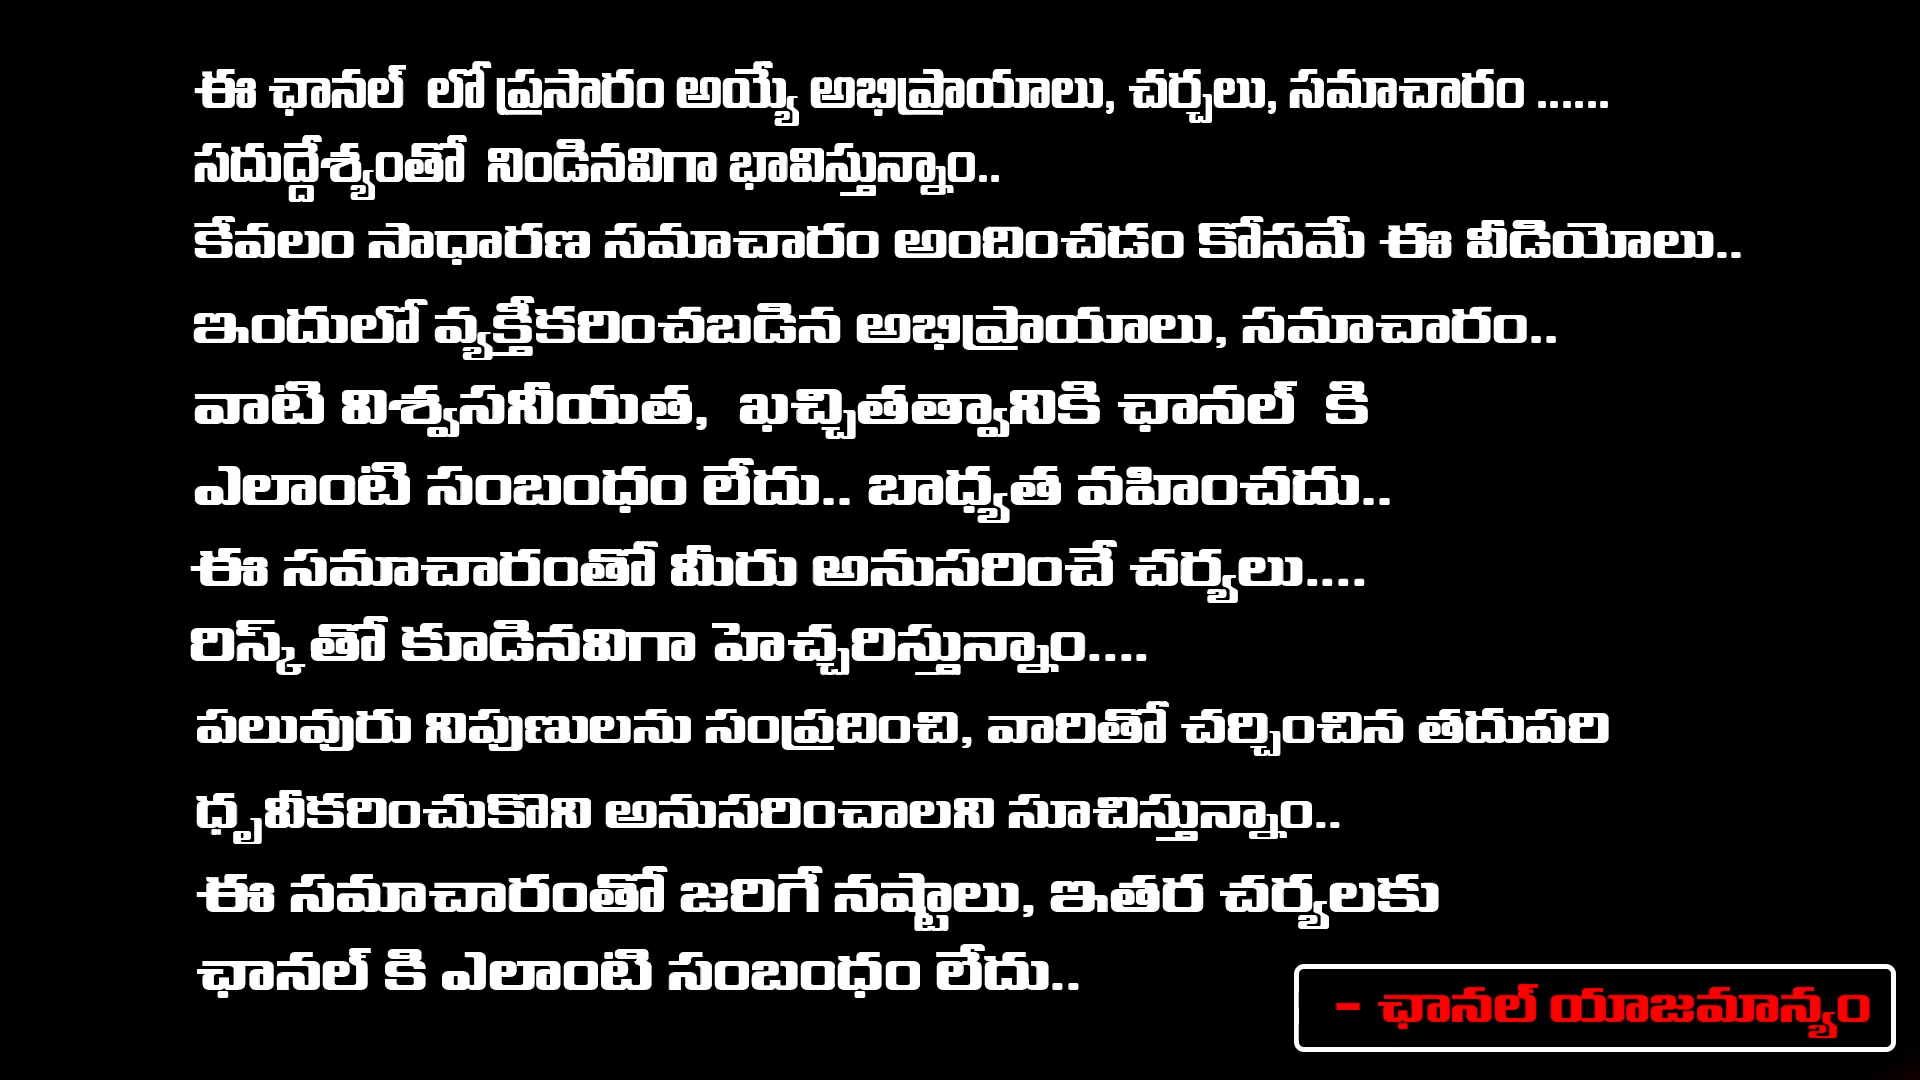 ఈ ఛానల్ లో ప్రసారం అయ్యే అభిప్రాయాలు, చర్చలు, సమాచారం ......
సదుద్దేశ్యంతో నిండినవిగా భావిస్తున్నాం..
కేవలం సాధారణ సమాచారం అందించడం కోసమే ఈ వీడియోలు..
ఇందులో వ్యక్తీకరించబడిన అభిప్రాయాలు, సమాచారం..
వాటి విశ్వసనీయత, ఖచ్చితత్వానికి ఛానల్ కి
ఎలాంటి సంబంధం లేదు.. బాధ్యత వహించదు..
ఈ సమాచారంతో మీరు అనుసరించే చర్యలు....
రిస్క్ తో కూడినవిగా హెచ్చరిస్తున్నాం....
పలువురు నిపుణులను సంప్రదించి, వారితో చర్చించిన తదుపరి
ధృవీకరించుకొని అనుసరించాలని సూచిస్తున్నాం..
ఈ సమాచారంతో జరిగే నష్టాలు, ఇతర చర్యలకు
ఛానల్ కి ఎలాంటి సంబంధం లేదు..
- ఛానల్ యాజమాన్యం